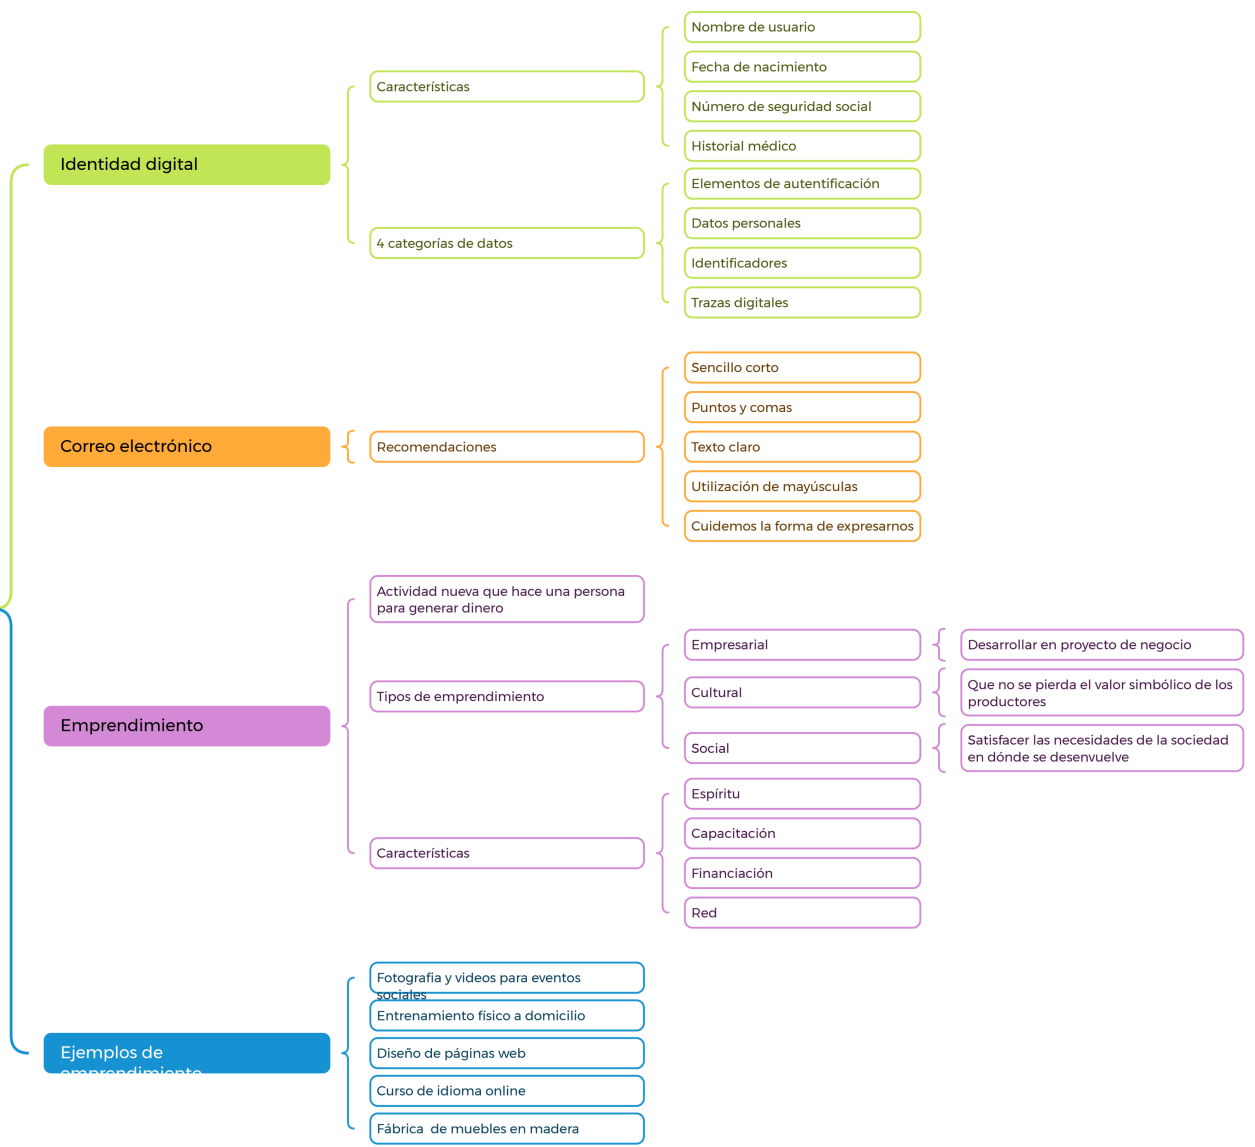 Identidad digital
Características
Nombre de usuario
Fecha de nacimiento
Número de seguridad social
Historial médico
4 categorías de datos
Elementos de autentificación
Datos personales
Identificadores
Trazas digitales
Correo electrónico
Recomendaciones
Sencillo corto
Puntos y comas
Texto claro
Utilización de mayúsculas
Cuidemos la forma de expresarnos
Emprendimiento
Actividad nueva que hace una persona
para generar dinero
Tipos de emprendimiento
Empresarial
Desarrollar en proyecto de negocio
Cultural
Que no se pierda el valor simbólico de los
productores
Social
Satisfacer las necesidades de la sociedad
en dónde se desenvuelve
Características
Espíritu
Capacitación
Financiación
Red
Ejemplos de
emprendimiento
Fotografia y videos para eventos
sociales
Entrenamiento físico a domicilio
Diseño de páginas web
Curso de idioma online
Fábrica  de muebles en madera